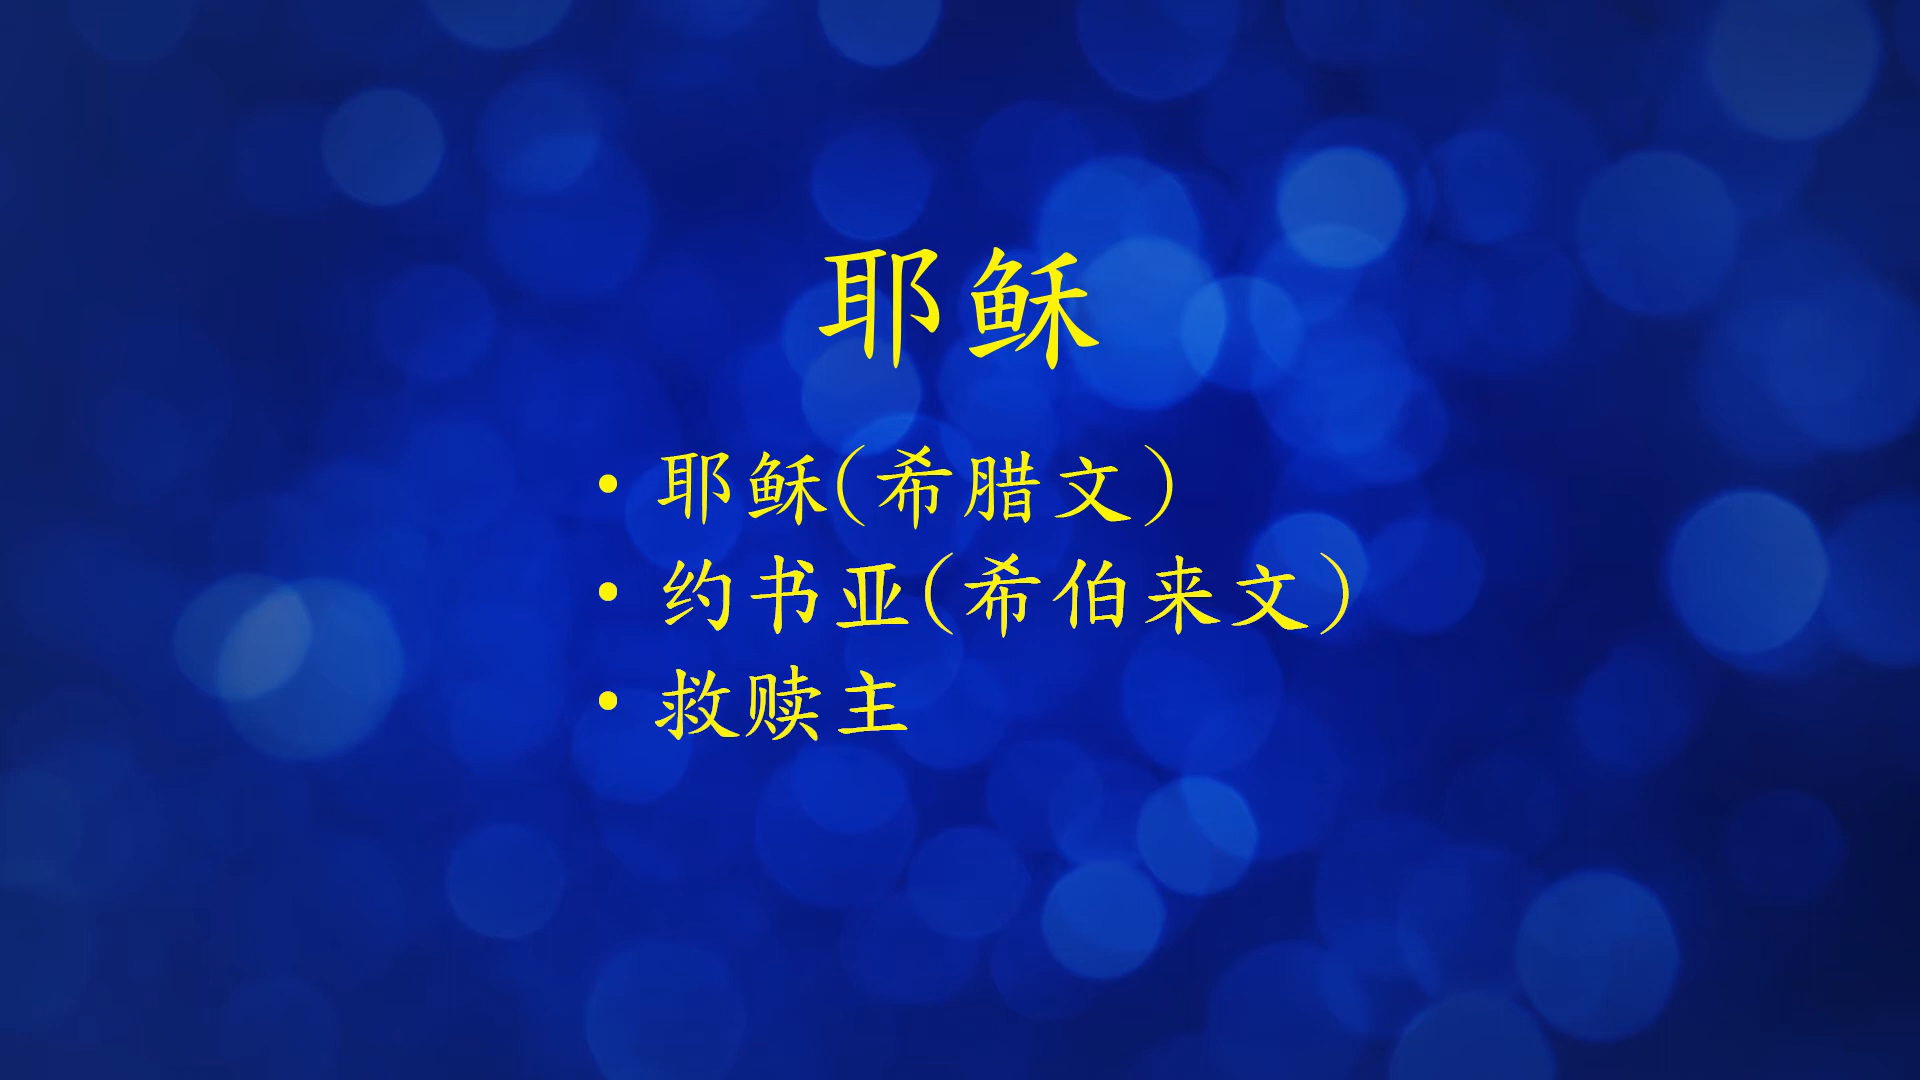 耶稣
• 耶稣(希腊文)
• 约书亚(希伯来文)
• 救赎主